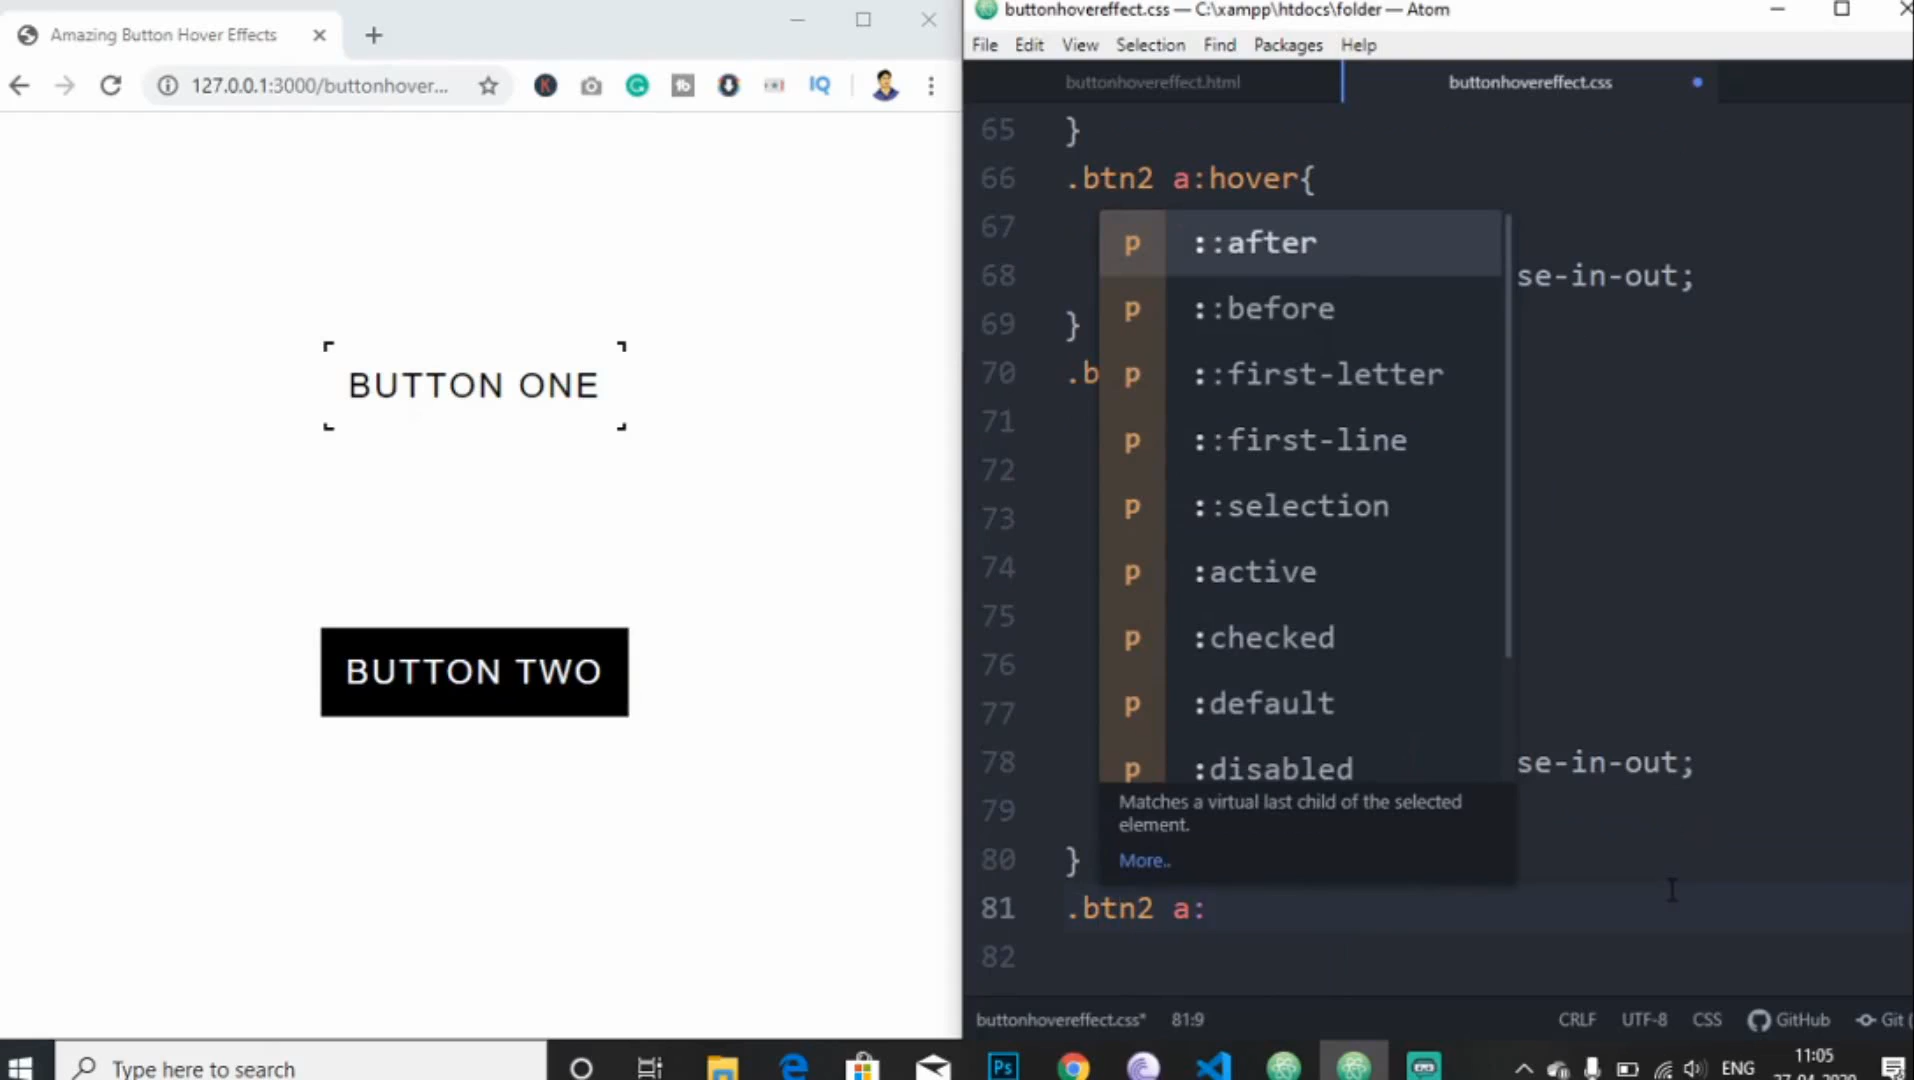 Amazing Button Hover Effects
127.0.0.1:3000/buttonhover...
IQ
BUTTON ONE
BUTTON TWO
buttonhovereffect.css — C:\xampp\htdocs\folder — Atom
File Edit View Selection Find Packages Help
buttonhovereffect.html
buttonhovereffect.css
65 }
66 .btn2 a:hover{
67
68 se-in-out;
69 }
70 .b
71
72
73
74
75
76
77
78 se-in-out;
79
80 }
81 .btn2 a:
82
p ::after
p ::before
p ::first-letter
p ::first-line
p ::selection
p :active
p :checked
p :default
p :disabled
Matches a virtual last child of the selected
element.
More..
buttonhovereffect.css* 81:9
CRLF UTF-8 CSS GitHub Git (
Type here to search
Ps
ENG
11:05